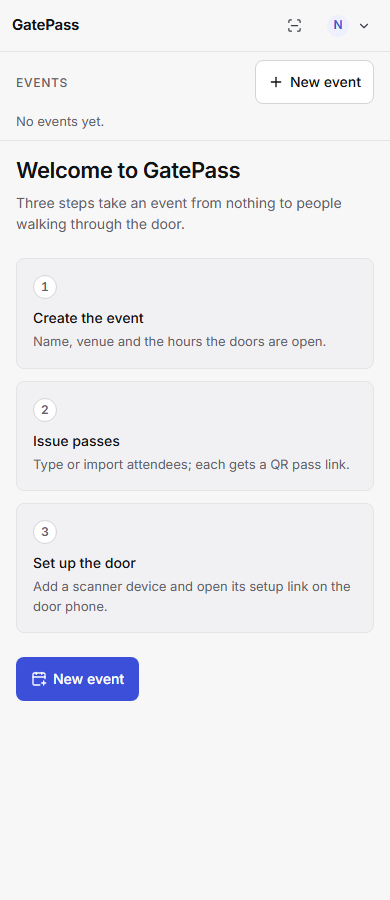 GatePass
N
EVENTS
New event
No events yet.
Welcome to GatePass
Three steps take an event from nothing to people
walking through the door.
1
Create the event
Name, venue and the hours the doors are open.
2
Issue passes
Type or import attendees; each gets a QR pass link.
3
Set up the door
Add a scanner device and open its setup link on the
door phone.
New event